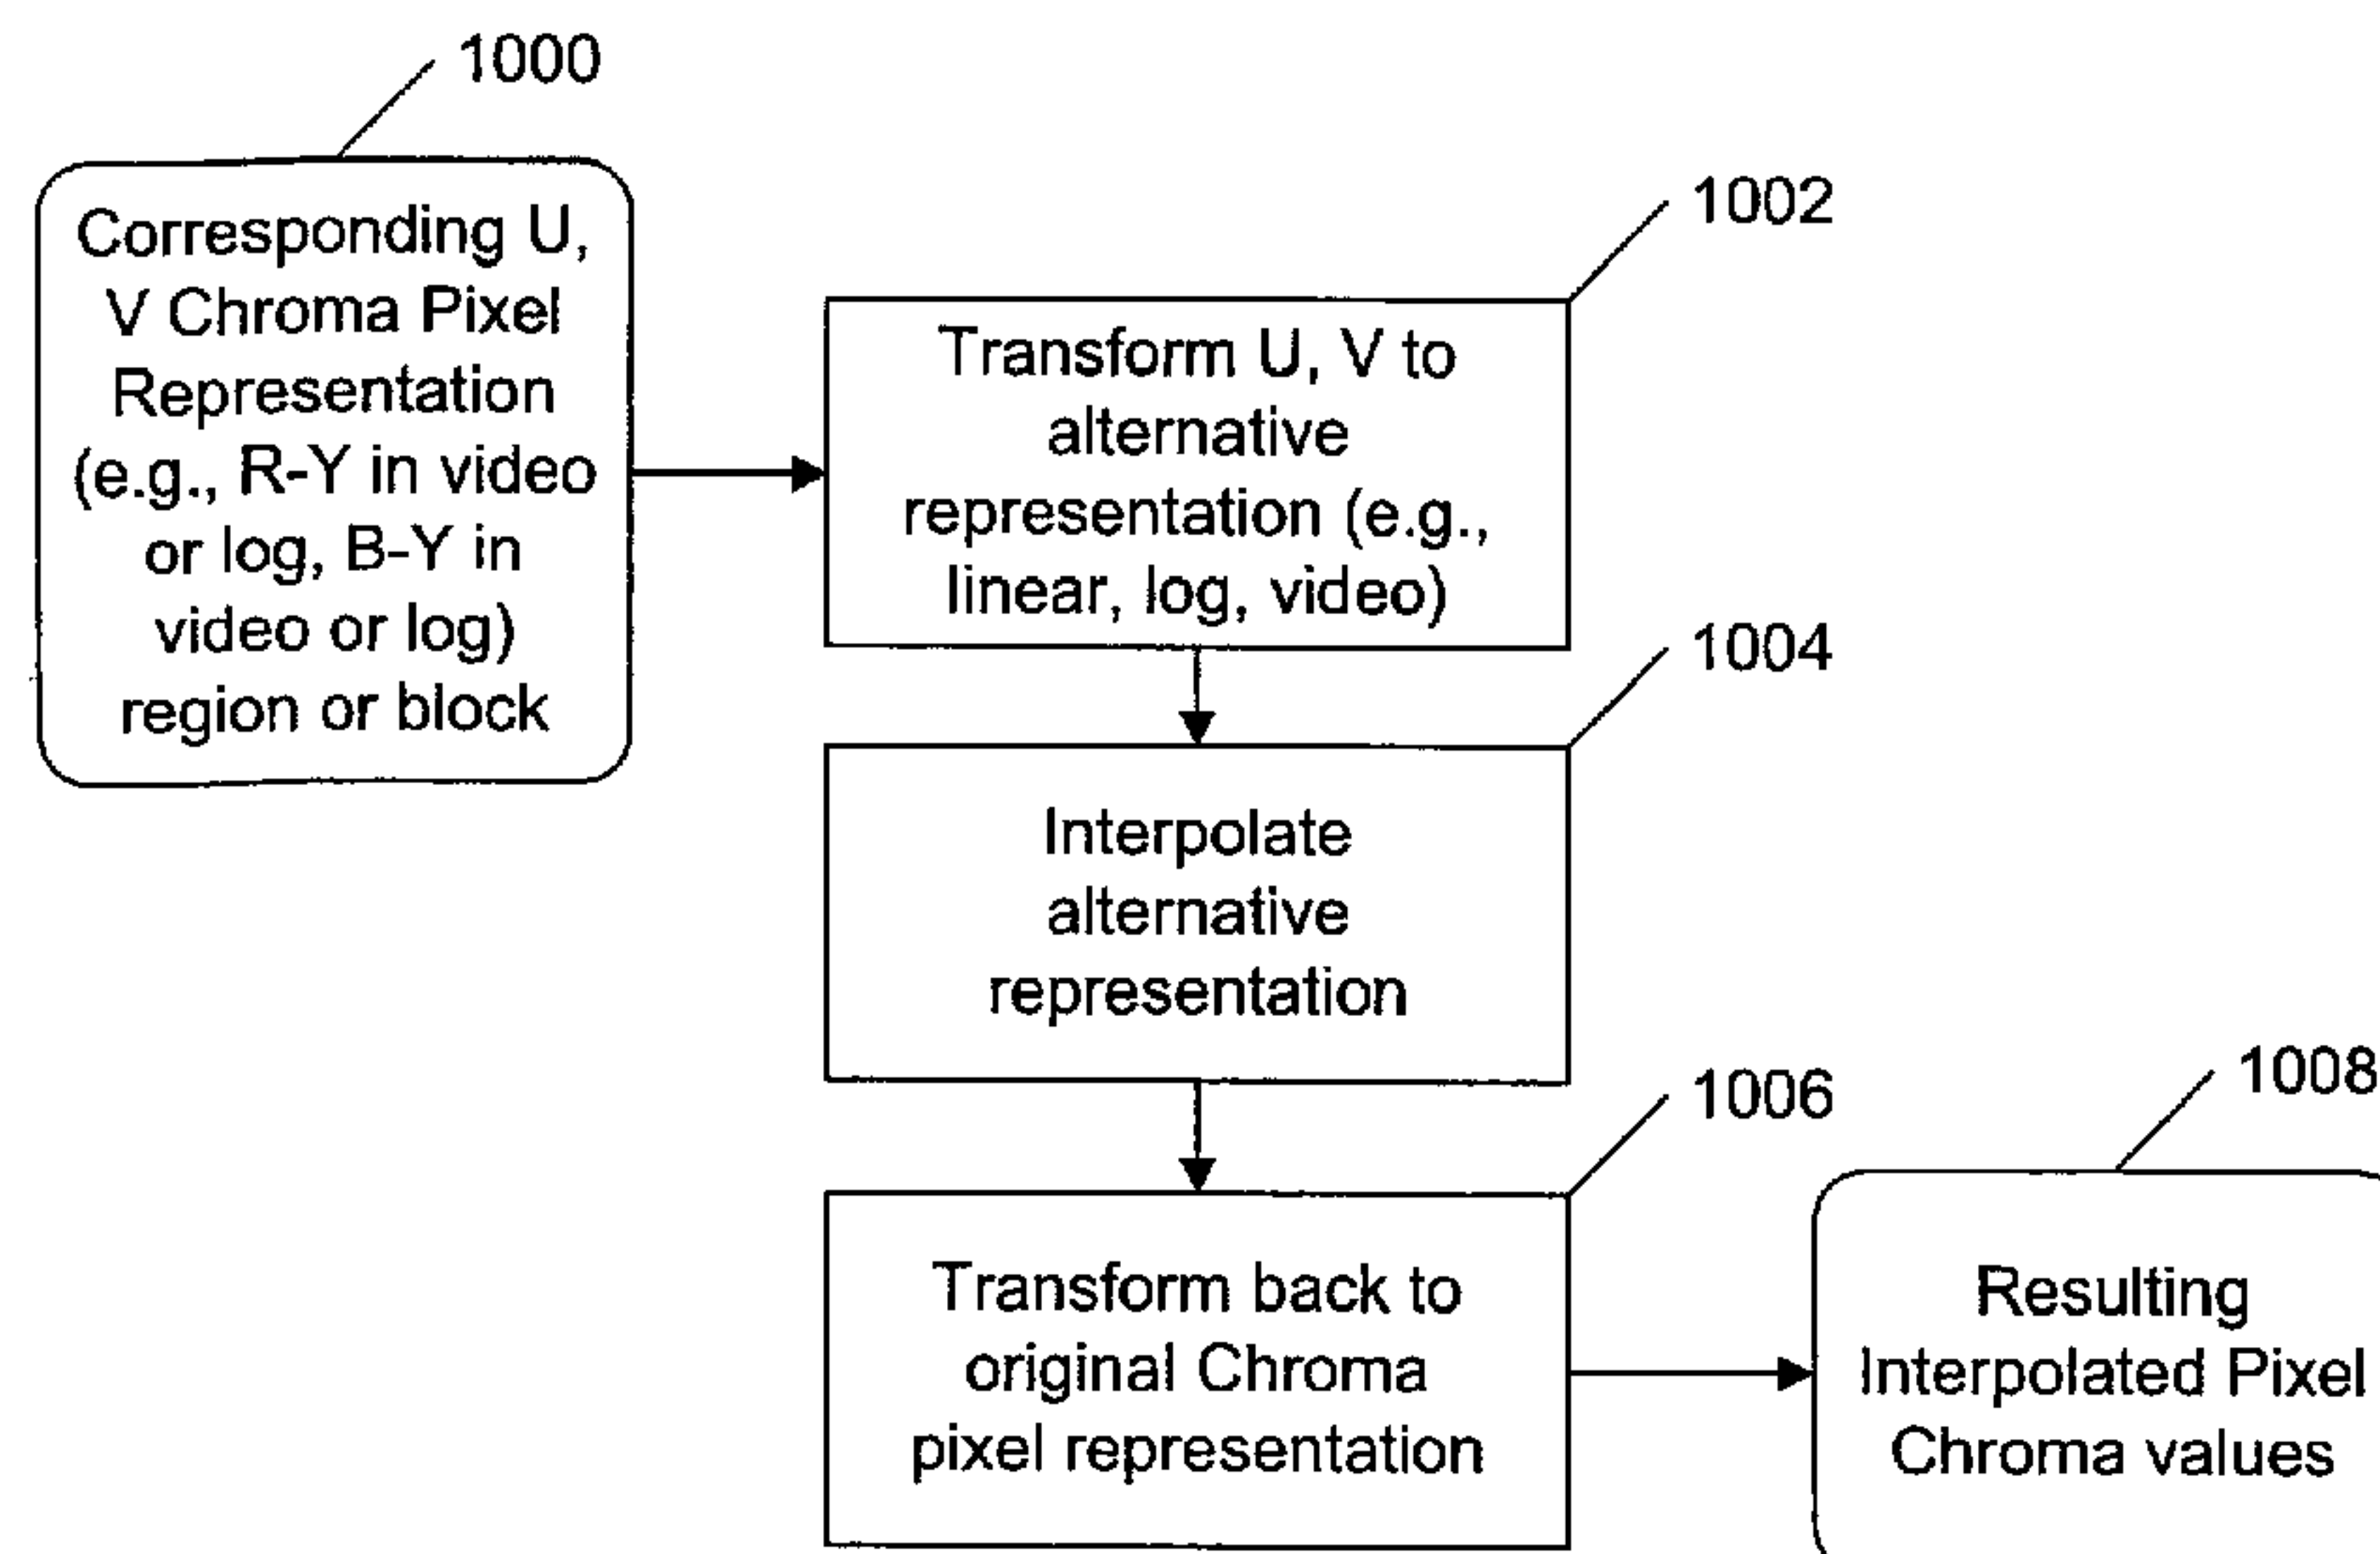 1000
Corresponding U,
V Chroma Pixel
Representation
(e.g., R-Y in video
or log, B-Y in
video or log)
region or block
1002
Transform U, V to
alternative
representation (e.g.,
linear, log, video)
1004
Interpolate
alternative
representation
1006
Transform back to
original Chroma
pixel representation
1008
Resulting
Interpolated Pixel
Chroma values